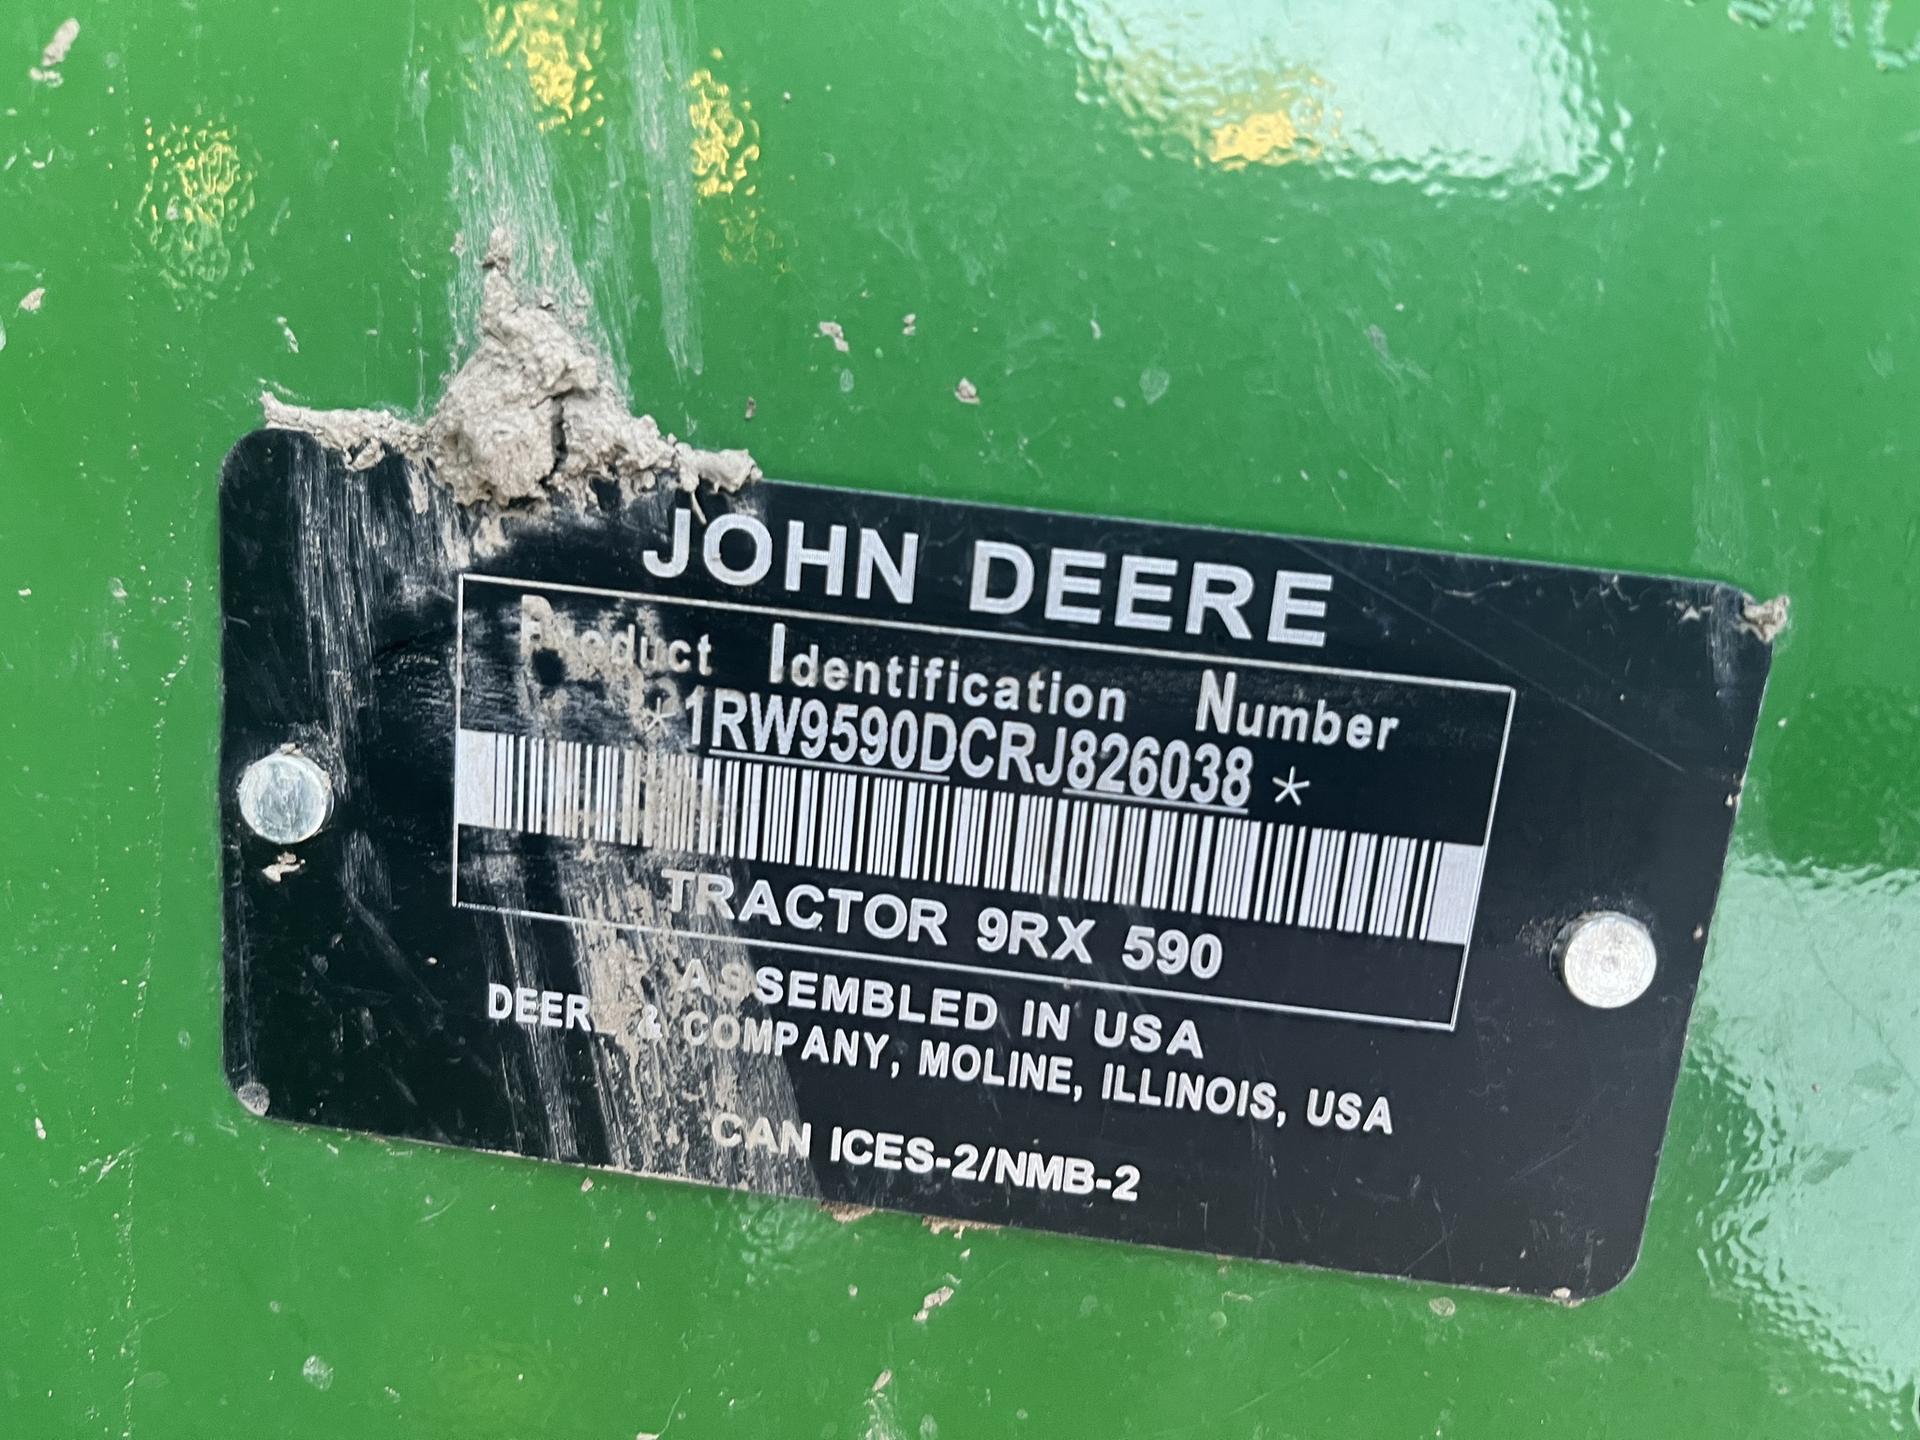 JOHN DEERE
Product Identification Number
*1RW9590DCRJ826038*
TRACTOR 9RX 590
ASSEMBLED IN USA
DEERE & COMPANY, MOLINE, ILLINOIS, USA
CAN ICES-2/NMB-2